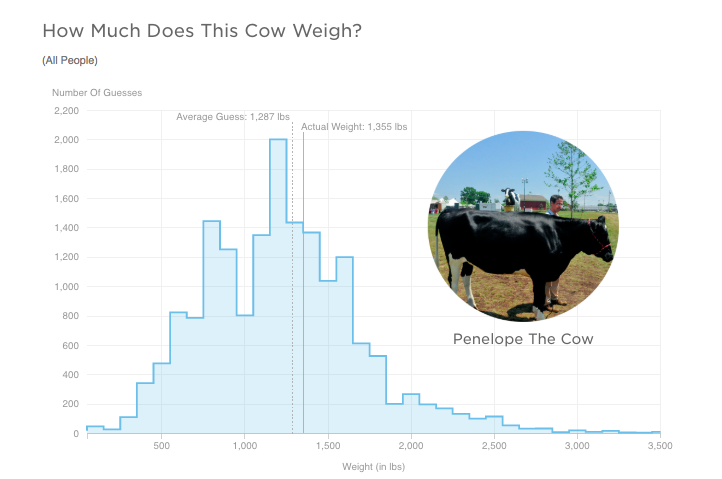 How Much Does This Cow Weigh?
(All People)
Number Of Guesses
2,200
Average Guess: 1,287 lbs
Actual Weight: 1,355 lbs
2,000
1,800
1,600
1,400
1,200
1,000
800
600
400
200
0
Penelope The Cow
500
1,000
1,500
2,000
2,500
3,000
3,500
Weight (in lbs)